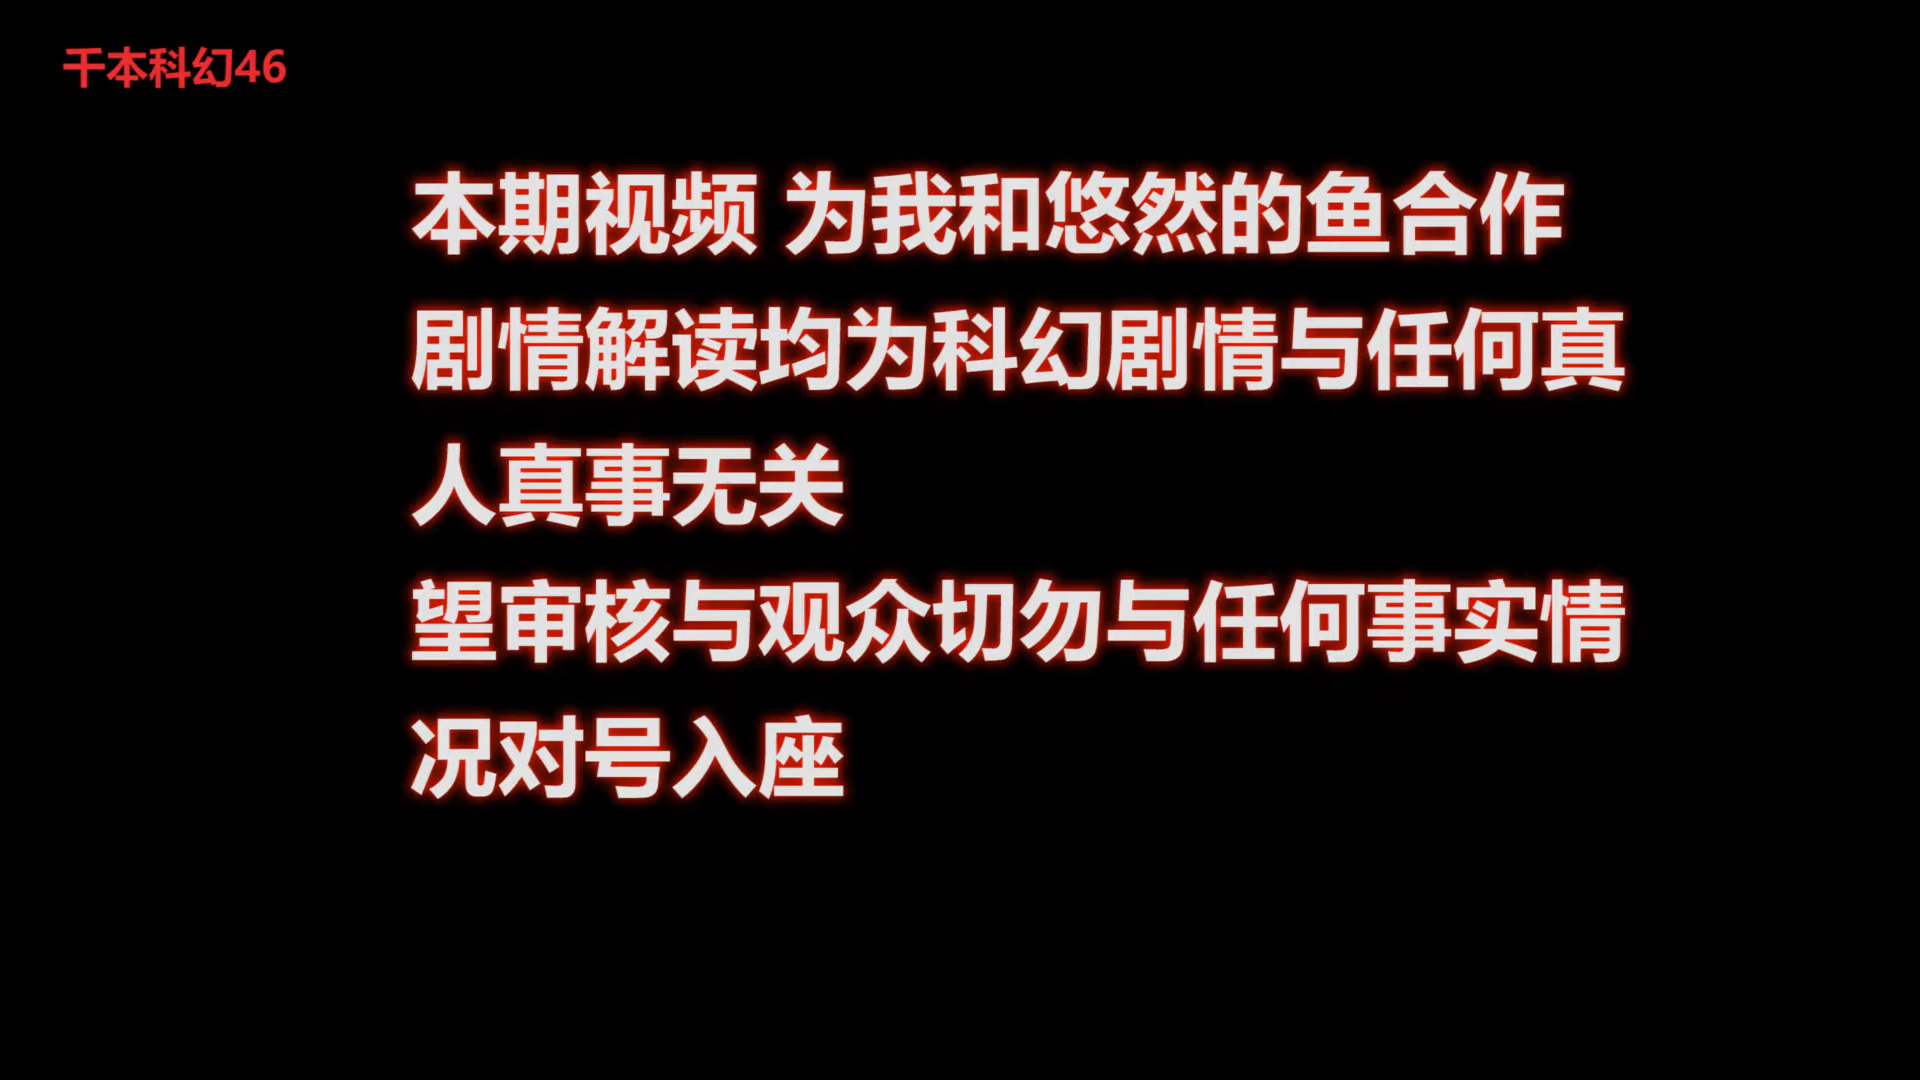 千本科幻46
本期视频 为我和悠然的鱼合作
剧情解读均为科幻剧情与任何真
人真事无关
望审核与观众切勿与任何事实情
况对号入座